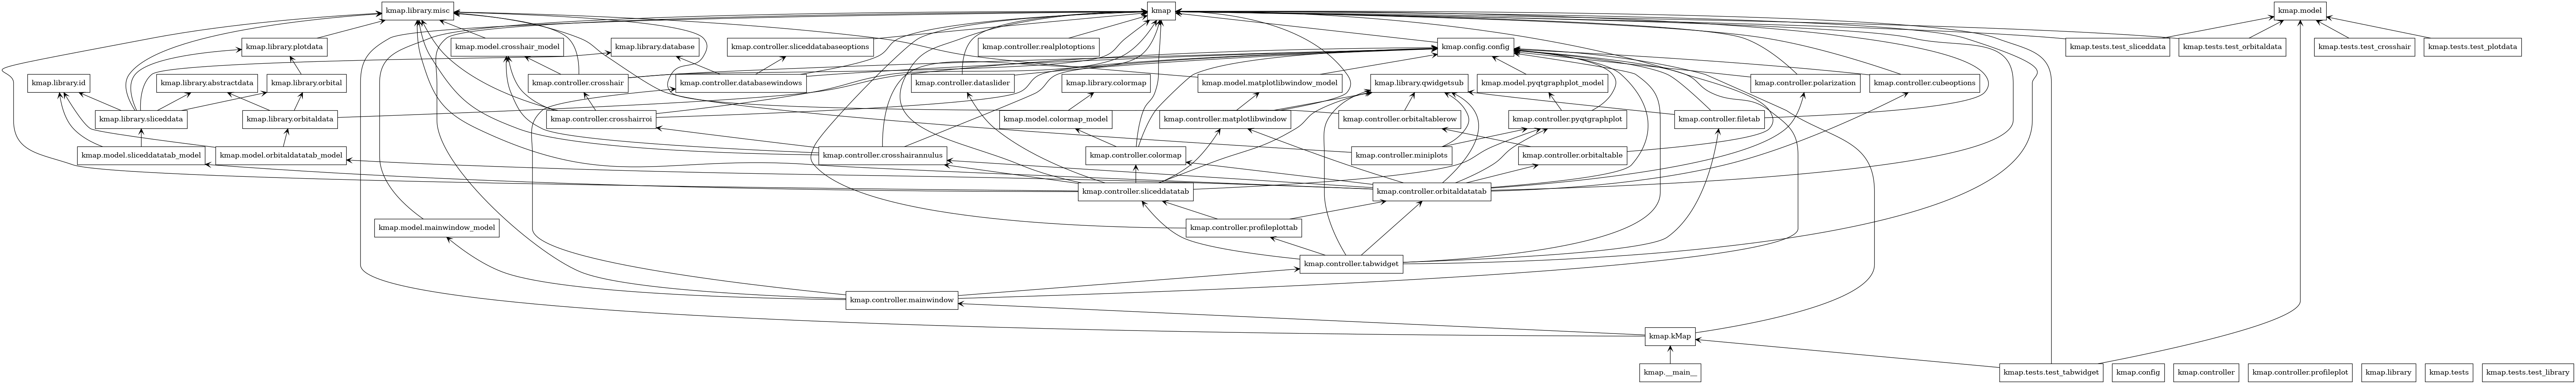 kmap.library.misc
kmap
kmap.model
kmap.library.plotdata
kmap.model.crosshair_model
kmap.library.database
kmap.controller.sliceddatabaseoptions
kmap.controller.realplotoptions
kmap.config.config
kmap.tests.test_sliceddata
kmap.tests.test_orbitaldata
kmap.tests.test_crosshair
kmap.tests.test_plotdata
kmap.library.id
kmap.library.abstractdata
kmap.library.orbital
kmap.controller.crosshair
kmap.controller.databasewindows
kmap.controller.dataslider
kmap.library.colormap
kmap.model.matplotlibwindow_model
kmap.library.qwidgetsub
kmap.model.pyqtgraphplot_model
kmap.controller.polarization
kmap.controller.cubeoptions
kmap.library.sliceddata
kmap.library.orbitaldata
kmap.controller.crosshairroi
kmap.model.colormap_model
kmap.controller.matplotlibwindow
kmap.controller.orbitaltablerow
kmap.controller.pyqtgraphplot
kmap.controller.filetab
kmap.model.sliceddatatab_model
kmap.model.orbitaldatatab_model
kmap.controller.crosshairannulus
kmap.controller.colormap
kmap.controller.miniplots
kmap.controller.orbitaltable
kmap.controller.sliceddatatab
kmap.controller.orbitaldatatab
kmap.model.mainwindow_model
kmap.controller.profileplottab
kmap.controller.tabwidget
kmap.controller.mainwindow
kmap.kMap
kmap.__main__
kmap.tests.test_tabwidget
kmap.config
kmap.controller
kmap.controller.profileplot
kmap.library
kmap.tests
kmap.tests.test_library